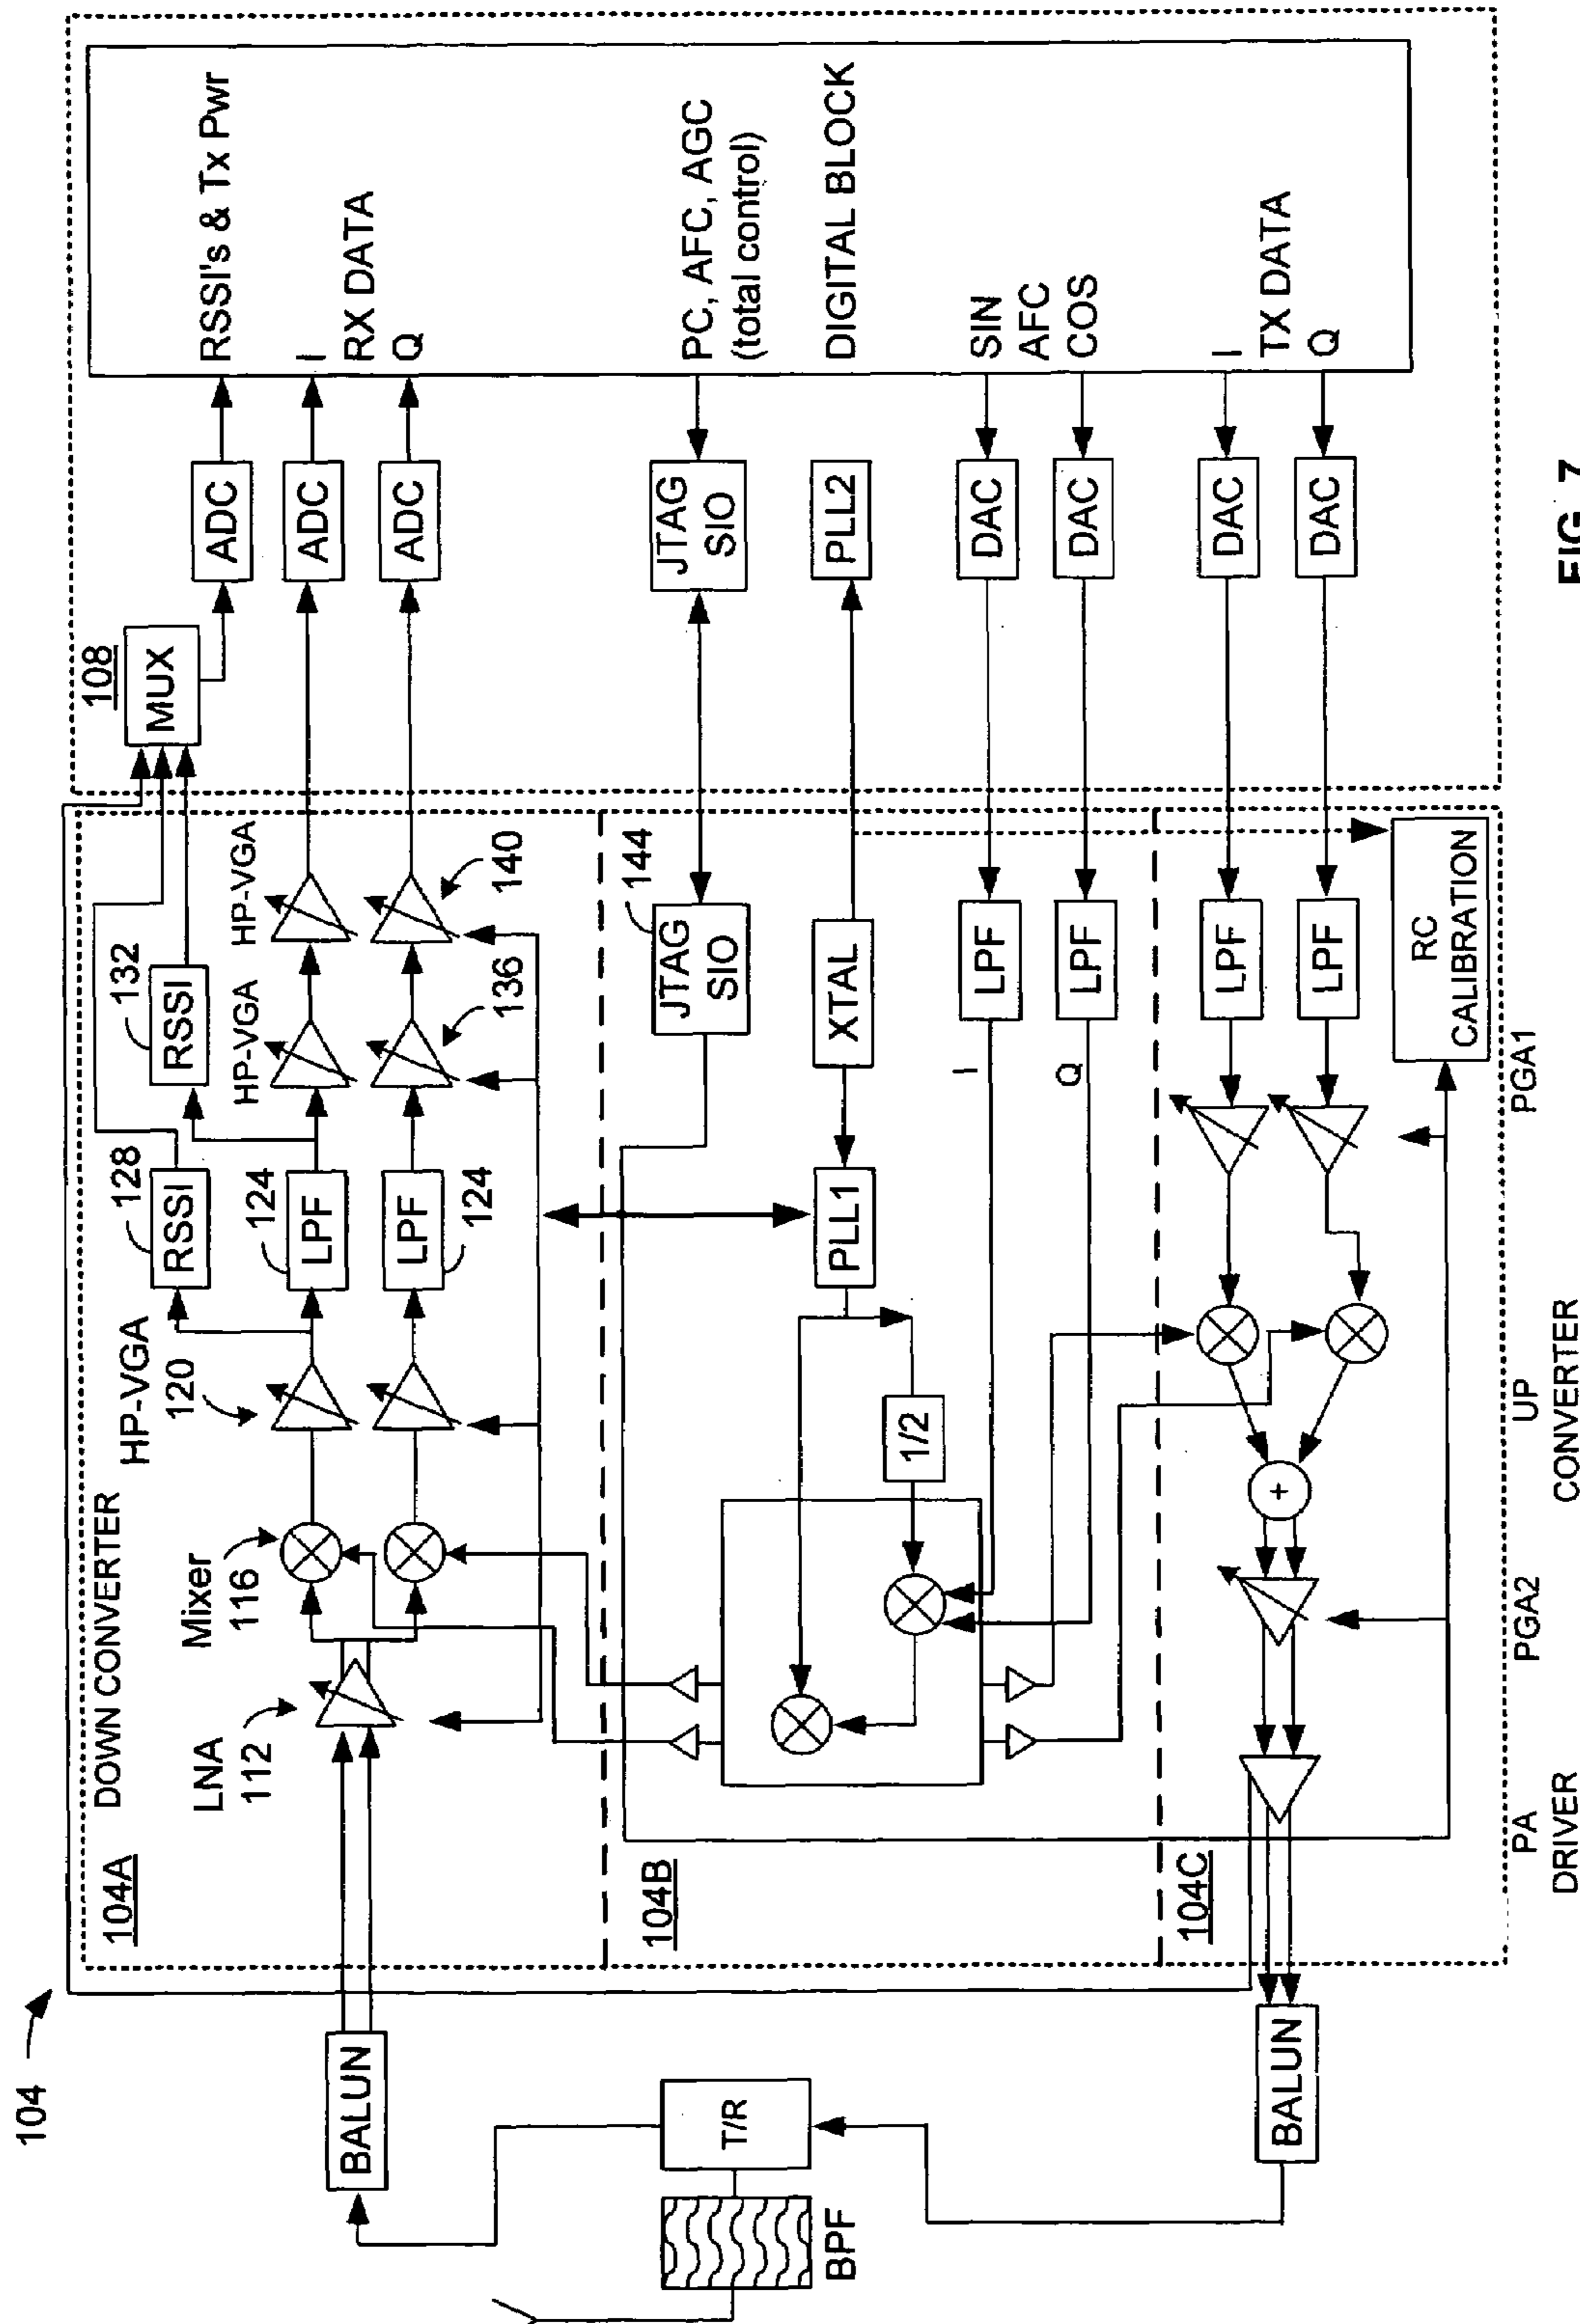 104
104A
DOWN CONVERTER
LNA
112
Mixer
116
HP-VGA
120
RSSI
128
RSSI
132
124
LPF
LPF
124
HP-VGA
HP-VGA
136
140
108
MUX
ADC
ADC
ADC
RSSI's & Tx Pwr
I
RX DATA
Q
BALUN
T/R
BPF
BALUN
104B
JTAG
SIO
144
JTAG
SIO
PC, AFC, AGC
(total control)
PLL1
XTAL
PLL2
DIGITAL BLOCK
1/2
I
LPF
DAC
SIN
AFC
Q
LPF
DAC
COS
104C
LPF
DAC
I
TX DATA
LPF
DAC
Q
+
RC
CALIBRATION
PA
DRIVER
PGA2
UP
CONVERTER
PGA1
FIG. 7